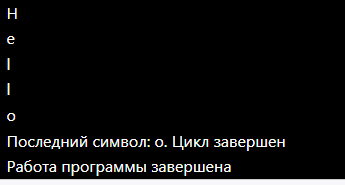 H
e
l
l
o
Последний символ: o. Цикл завершен
Работа программы завершена